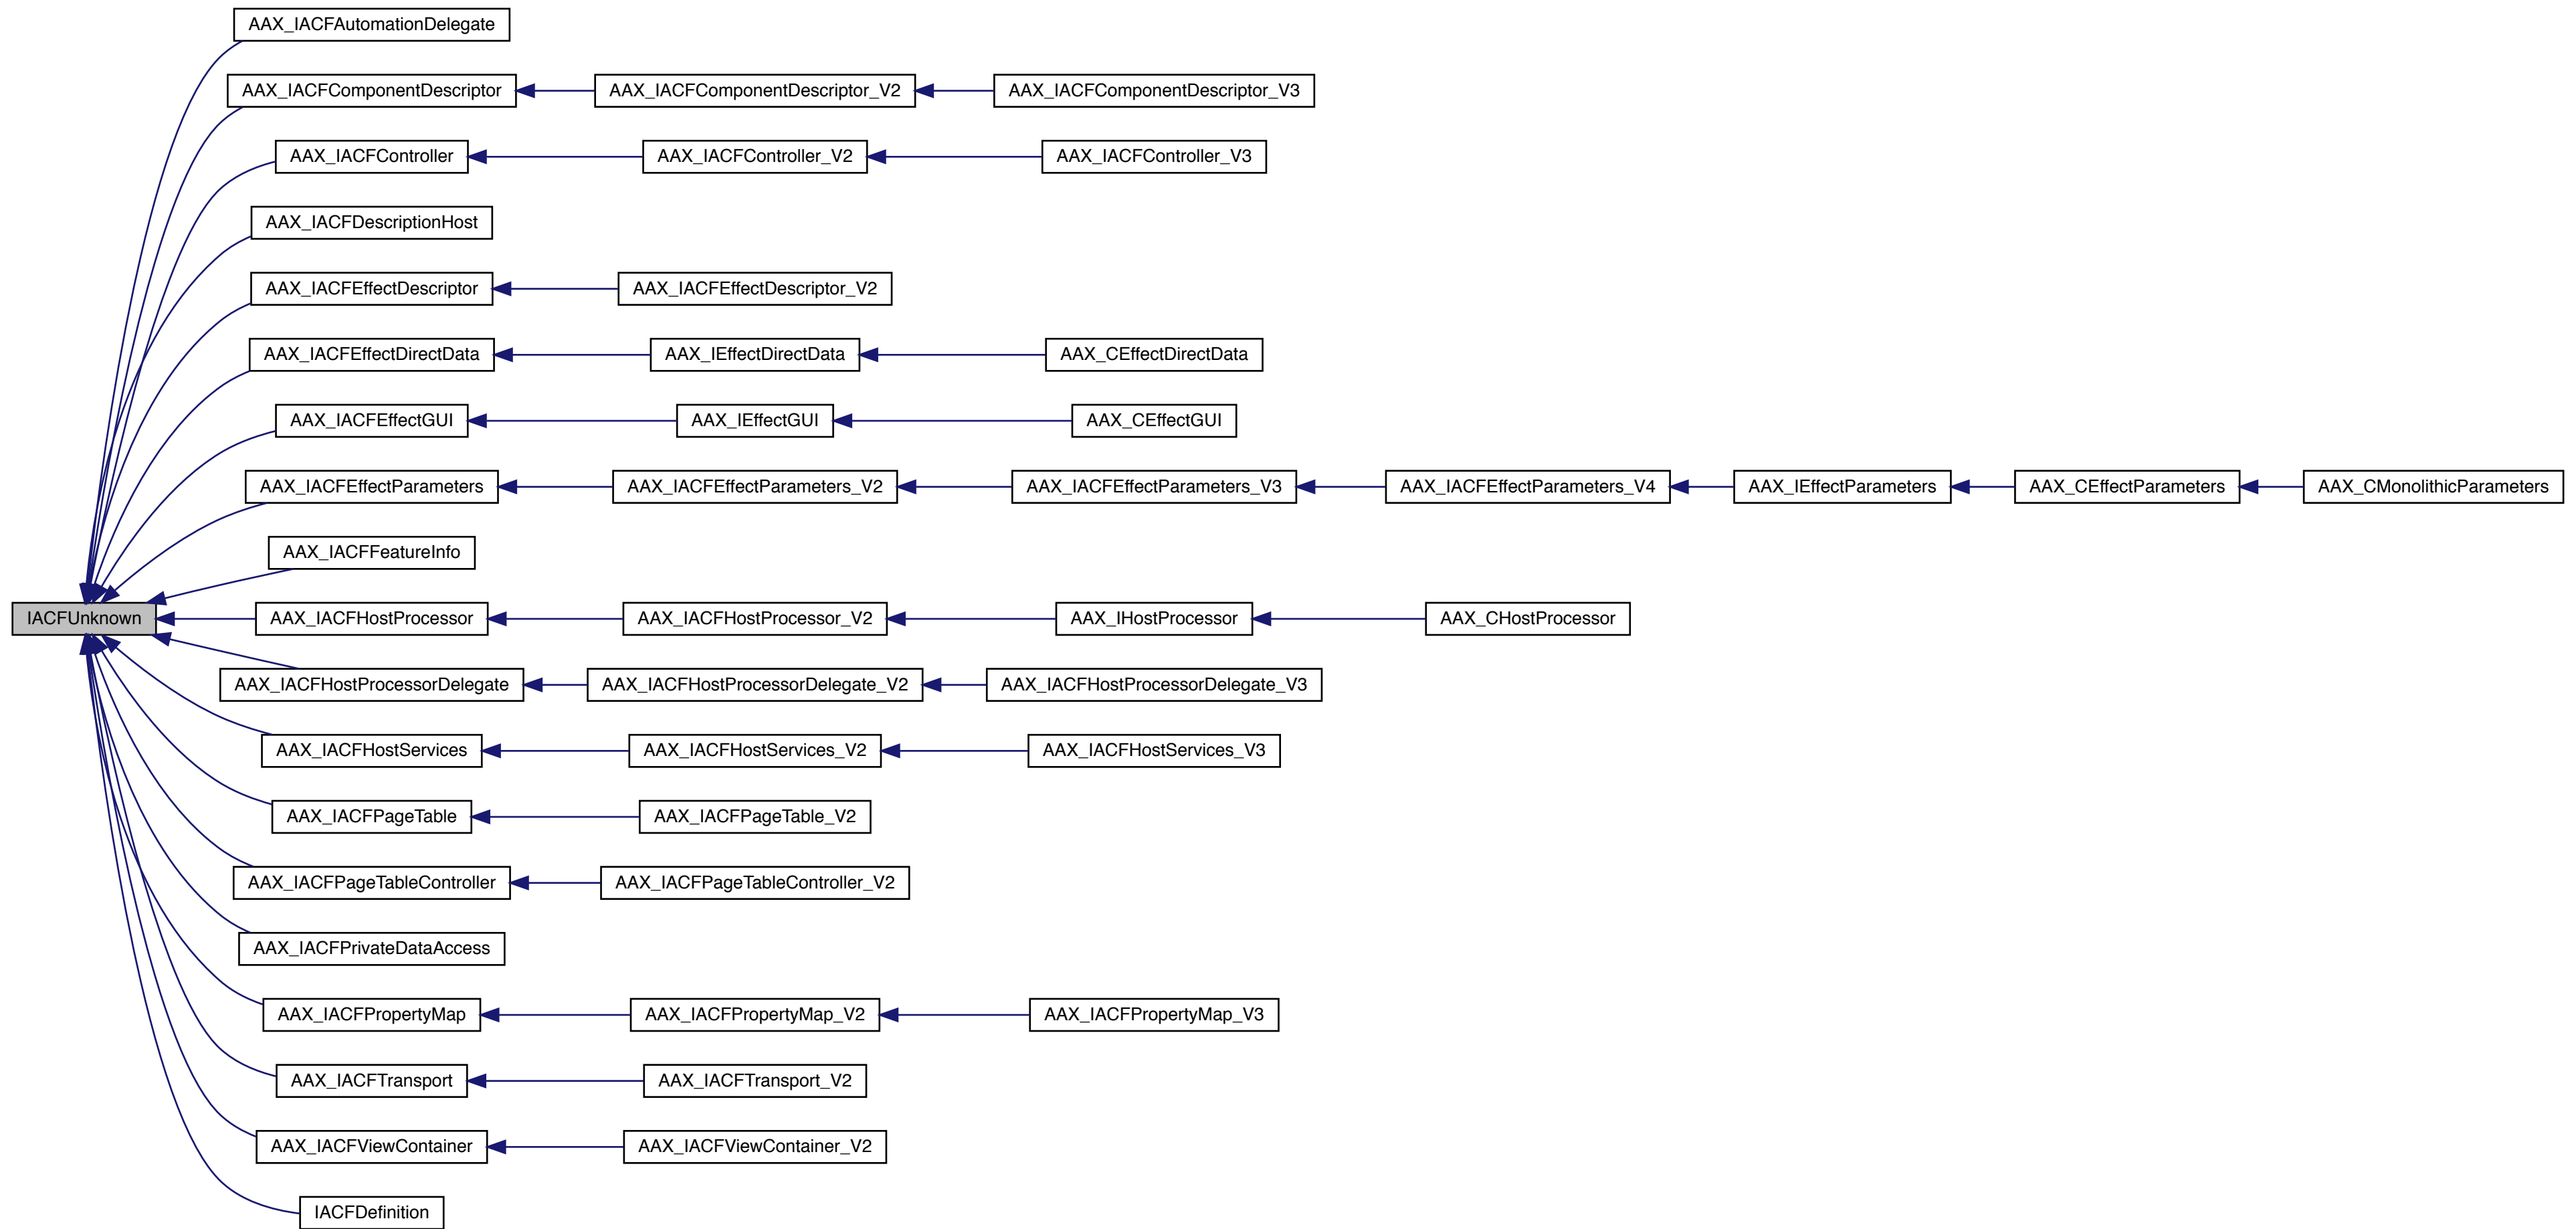 AAX_IACFAutomationDelegate
AAX_IACFComponentDescriptor AAX_IACFComponentDescriptor_V2 AAX_IACFComponentDescriptor_V3
AAX_IACFController AAX_IACFController_V2 AAX_IACFController_V3
AAX_IACFDescriptionHost
AAX_IACFEffectDescriptor AAX_IACFEffectDescriptor_V2
AAX_IACFEffectDirectData AAX_IEffectDirectData AAX_CEffectDirectData
AAX_IACFEffectGUI AAX_IEffectGUI AAX_CEffectGUI
AAX_IACFEffectParameters AAX_IACFEffectParameters_V2 AAX_IACFEffectParameters_V3 AAX_IACFEffectParameters_V4 AAX_IEffectParameters AAX_CEffectParameters AAX_CMonolithicParameters
AAX_IACFFeatureInfo
IACFUnknown AAX_IACFHostProcessor AAX_IACFHostProcessor_V2 AAX_IHostProcessor AAX_CHostProcessor
AAX_IACFHostProcessorDelegate AAX_IACFHostProcessorDelegate_V2 AAX_IACFHostProcessorDelegate_V3
AAX_IACFHostServices AAX_IACFHostServices_V2 AAX_IACFHostServices_V3
AAX_IACFPageTable AAX_IACFPageTable_V2
AAX_IACFPageTableController AAX_IACFPageTableController_V2
AAX_IACFPrivateDataAccess
AAX_IACFPropertyMap AAX_IACFPropertyMap_V2 AAX_IACFPropertyMap_V3
AAX_IACFTransport AAX_IACFTransport_V2
AAX_IACFViewContainer AAX_IACFViewContainer_V2
IACFDefinition